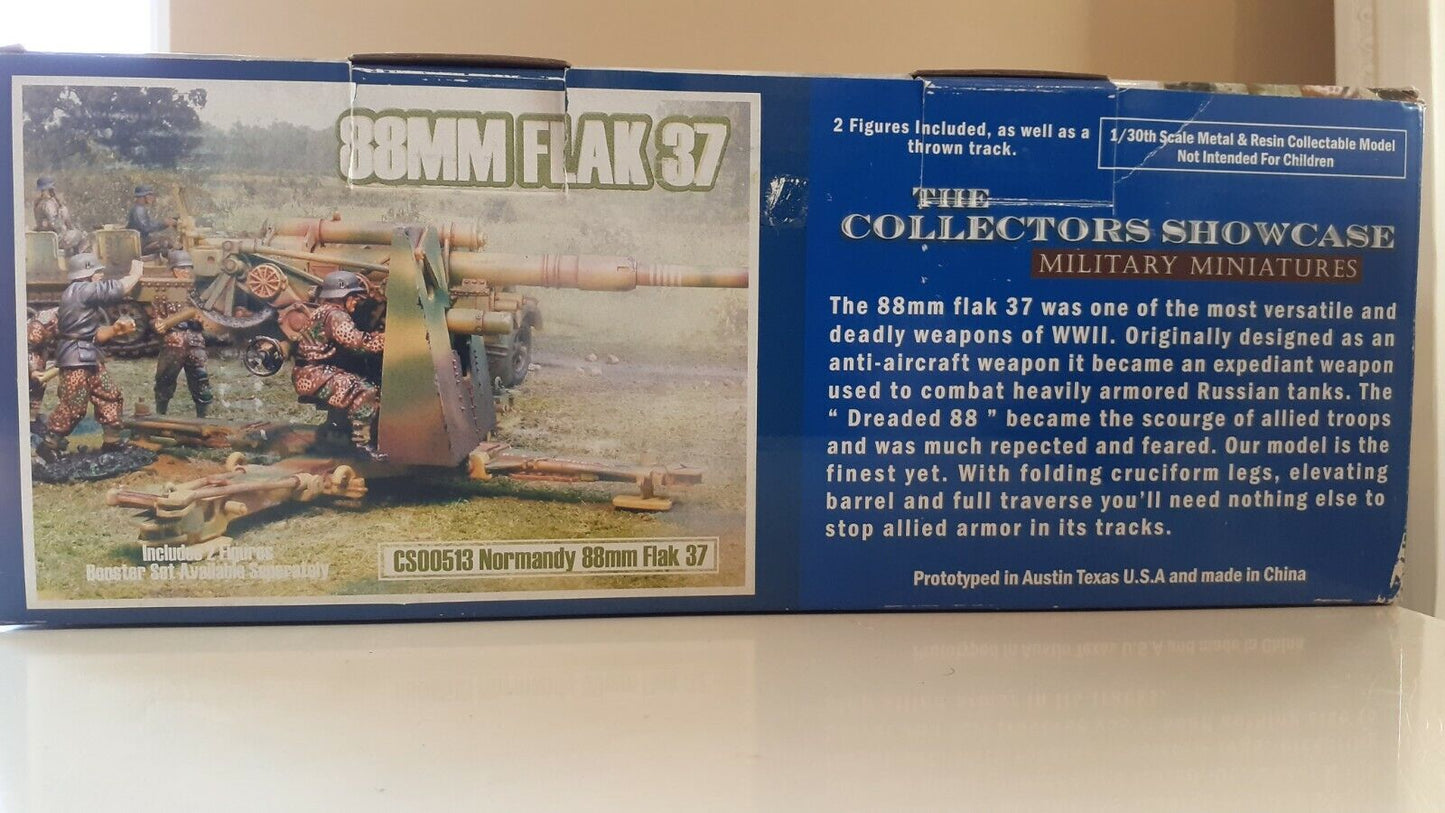 88MM FLAK 37
Includes 2 Figures
Booster Set Available Seperately
CS00513 Normandy 88mm Flak 37
2 Figures Included, as well as a
thrown track.
1/30th Scale Metal & Resin Collectable Model
Not Intended For Children
THE
COLLECTORS SHOWCASE
MILITARY MINIATURES
The 88mm flak 37 was one of the most versatile and
deadly weapons of WWII. Originally designed as an
anti-aircraft weapon it became an expediant weapon
used to combat heavily armored Russian tanks. The
“ Dreaded 88 ” became the scourge of allied troops
and was much repected and feared. Our model is the
finest yet. With folding cruciform legs, elevating
barrel and full traverse you’ll need nothing else to
stop allied armor in its tracks.
Prototyped in Austin Texas U.S.A and made in China